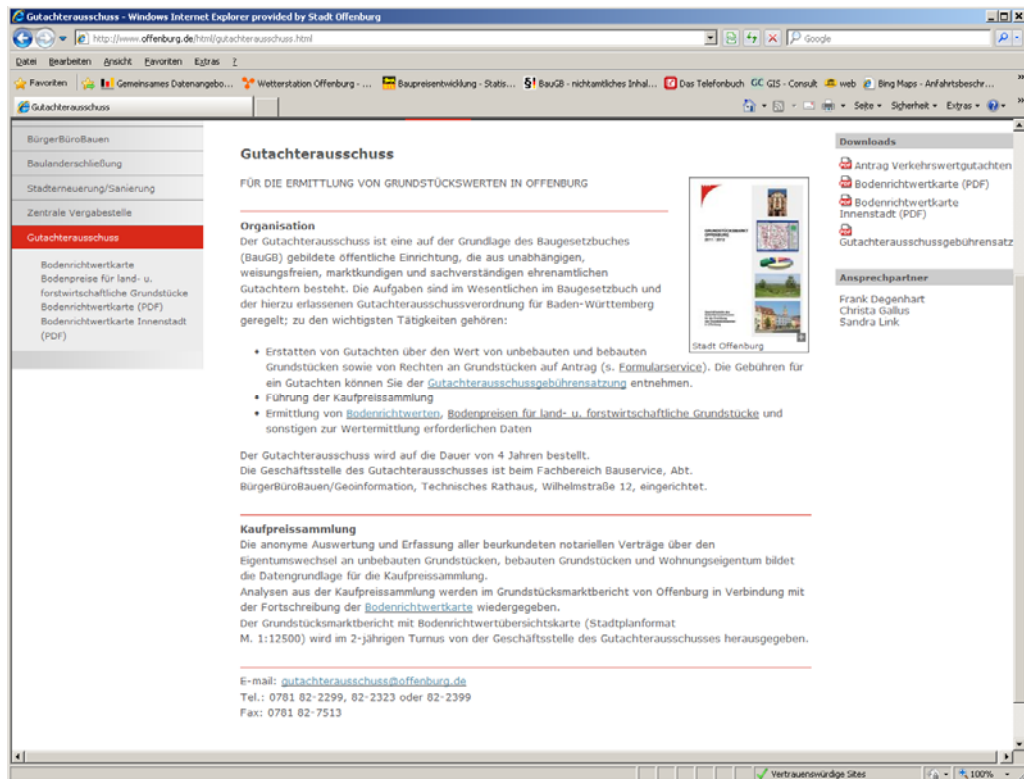 Gutachterausschuss - Windows Internet Explorer provided by Stadt Offenburg
http://www.offenburg.de/html/gutachterausschuss.html
Google
Datei Bearbeiten Ansicht Favoriten Extras ?
Favoriten Gemeinsames Datenangebo... Wetterstation Offenburg - ... Baupreisentwicklung - Statis... BauGB - nichtamtliches Inhal... Das Telefonbuch GC GIS - Consult web Bing Maps - Anfahrtsbeschr...
Gutachterausschuss
Seite Sicherheit Extras
BürgerBüroBauen
Baulanderschließung
Stadterneuerung/Sanierung
Zentrale Vergabestelle
Gutachterausschuss
Bodenrichtwertkarte
Bodenpreise für land- u.
forstwirtschaftliche Grundstücke
Bodenrichtwertkarte (PDF)
Bodenrichtwertkarte Innenstadt
(PDF)
Gutachterausschuss
FÜR DIE ERMITTLUNG VON GRUNDSTÜCKSWERTEN IN OFFENBURG
Organisation
Der Gutachterausschuss ist eine auf der Grundlage des Baugesetzbuches
(BauGB) gebildete öffentliche Einrichtung, die aus unabhängigen,
weisungsfreien, marktkundigen und sachverständigen ehrenamtlichen
Gutachtern besteht. Die Aufgaben sind im Wesentlichen im Baugesetzbuch und
der hierzu erlassenen Gutachterausschussverordnung für Baden-Württemberg
geregelt; zu den wichtigsten Tätigkeiten gehören:
GRUNDSTÜCKSMARKT
OFFENBURG
Stadt Offenburg
• Erstatten von Gutachten über den Wert von unbebauten und bebauten
Grundstücken sowie von Rechten an Grundstücken auf Antrag (s. Formularservice). Die Gebühren für
ein Gutachten können Sie der Gutachterausschussgebührensatzung entnehmen.
• Führung der Kaufpreissammlung
• Ermittlung von Bodenrichtwerten, Bodenpreisen für land- u. forstwirtschaftliche Grundstücke und
sonstigen zur Wertermittlung erforderlichen Daten
Der Gutachterausschuss wird auf die Dauer von 4 Jahren bestellt.
Die Geschäftsstelle des Gutachterausschusses ist beim Fachbereich Bauservice, Abt.
BürgerBüroBauen/Geoinformation, Technisches Rathaus, Wilhelmstraße 12, eingerichtet.
Kaufpreissammlung
Die anonyme Auswertung und Erfassung aller beurkundeten notariellen Verträge über den
Eigentumswechsel an unbebauten Grundstücken, bebauten Grundstücken und Wohnungseigentum bildet
die Datengrundlage für die Kaufpreissammlung.
Analysen aus der Kaufpreissammlung werden im Grundstücksmarktbericht von Offenburg in Verbindung mit
der Fortschreibung der Bodenrichtwertkarte wiedergegeben.
Der Grundstücksmarktbericht mit Bodenrichtwertübersichtskarte (Stadtplanformat
M. 1:12500) wird im 2-jährigen Turnus von der Geschäftsstelle des Gutachterausschusses herausgegeben.
E-mail: gutachterausschuss@offenburg.de
Tel.: 0781 82-2299, 82-2323 oder 82-2399
Fax: 0781 82-7513
Downloads
Antrag Verkehrswertgutachten
Bodenrichtwertkarte (PDF)
Bodenrichtwertkarte
Innenstadt (PDF)
Gutachterausschussgebührensatz
Ansprechpartner
Frank Degenhart
Christa Gallus
Sandra Link
Vertrauenswürdige Sites
100%